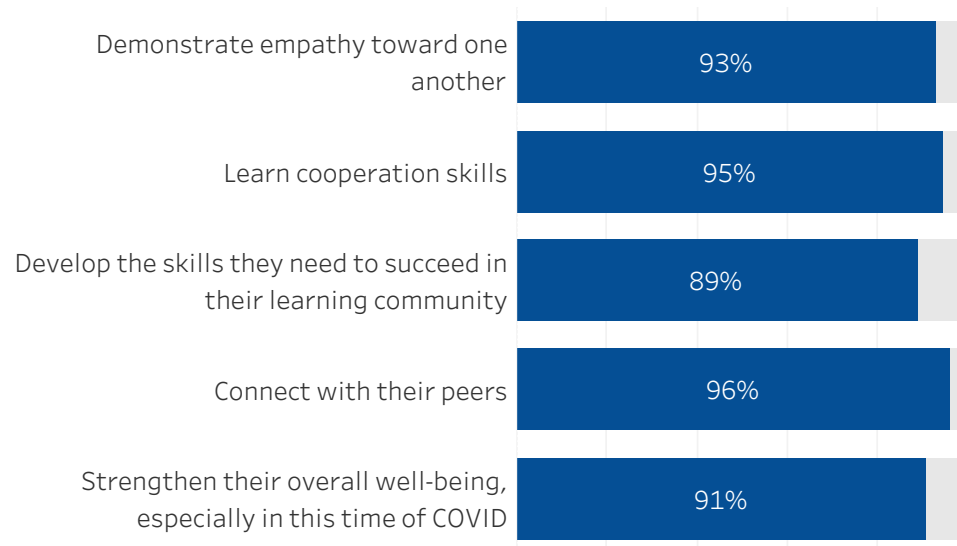 Demonstrate empathy toward one
another
93%
Learn cooperation skills
95%
Develop the skills they need to succeed in
their learning community
89%
Connect with their peers
96%
Strengthen their overall well-being,
especially in this time of COVID
91%